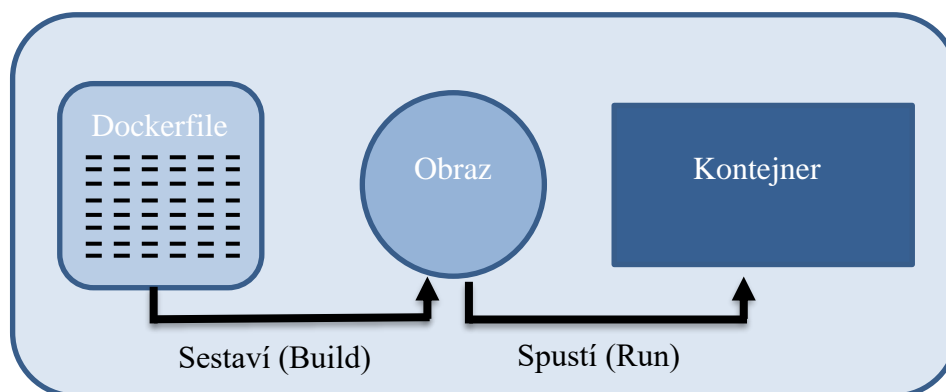 Dockerfile
Obraz
Kontejner
Sestaví (Build)
Spustí (Run)